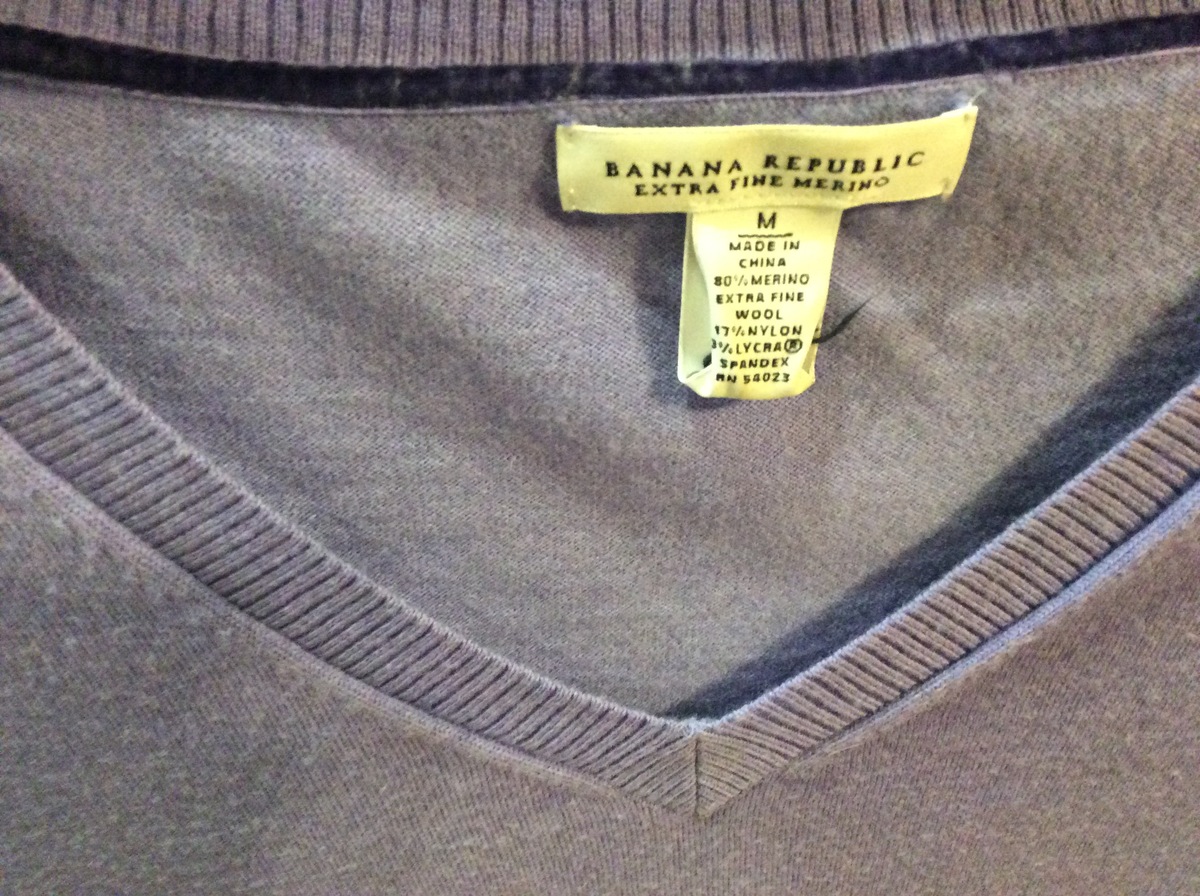 BANANA REPUBLIC
EXTRA FINE MERINO
M
MADE IN
CHINA
80% MERINO
EXTRA FINE
WOOL
17% NYLON
3% LYCRA®
SPANDEX
RN 54023